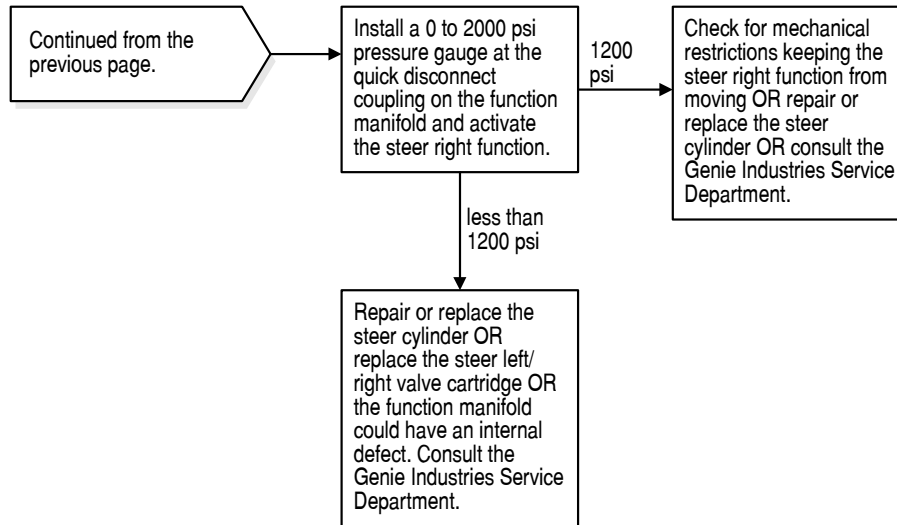 Continued from the
previous page.
Install a 0 to 2000 psi
pressure gauge at the
quick disconnect
coupling on the function
manifold and activate
the steer right function.
1200
psi
Check for mechanical
restrictions keeping the
steer right function from
moving OR repair or
replace the steer
cylinder OR consult the
Genie Industries Service
Department.
less than
1200 psi
Repair or replace the
steer cylinder OR
replace the steer left/
right valve cartridge OR
the function manifold
could have an internal
defect. Consult the
Genie Industries Service
Department.